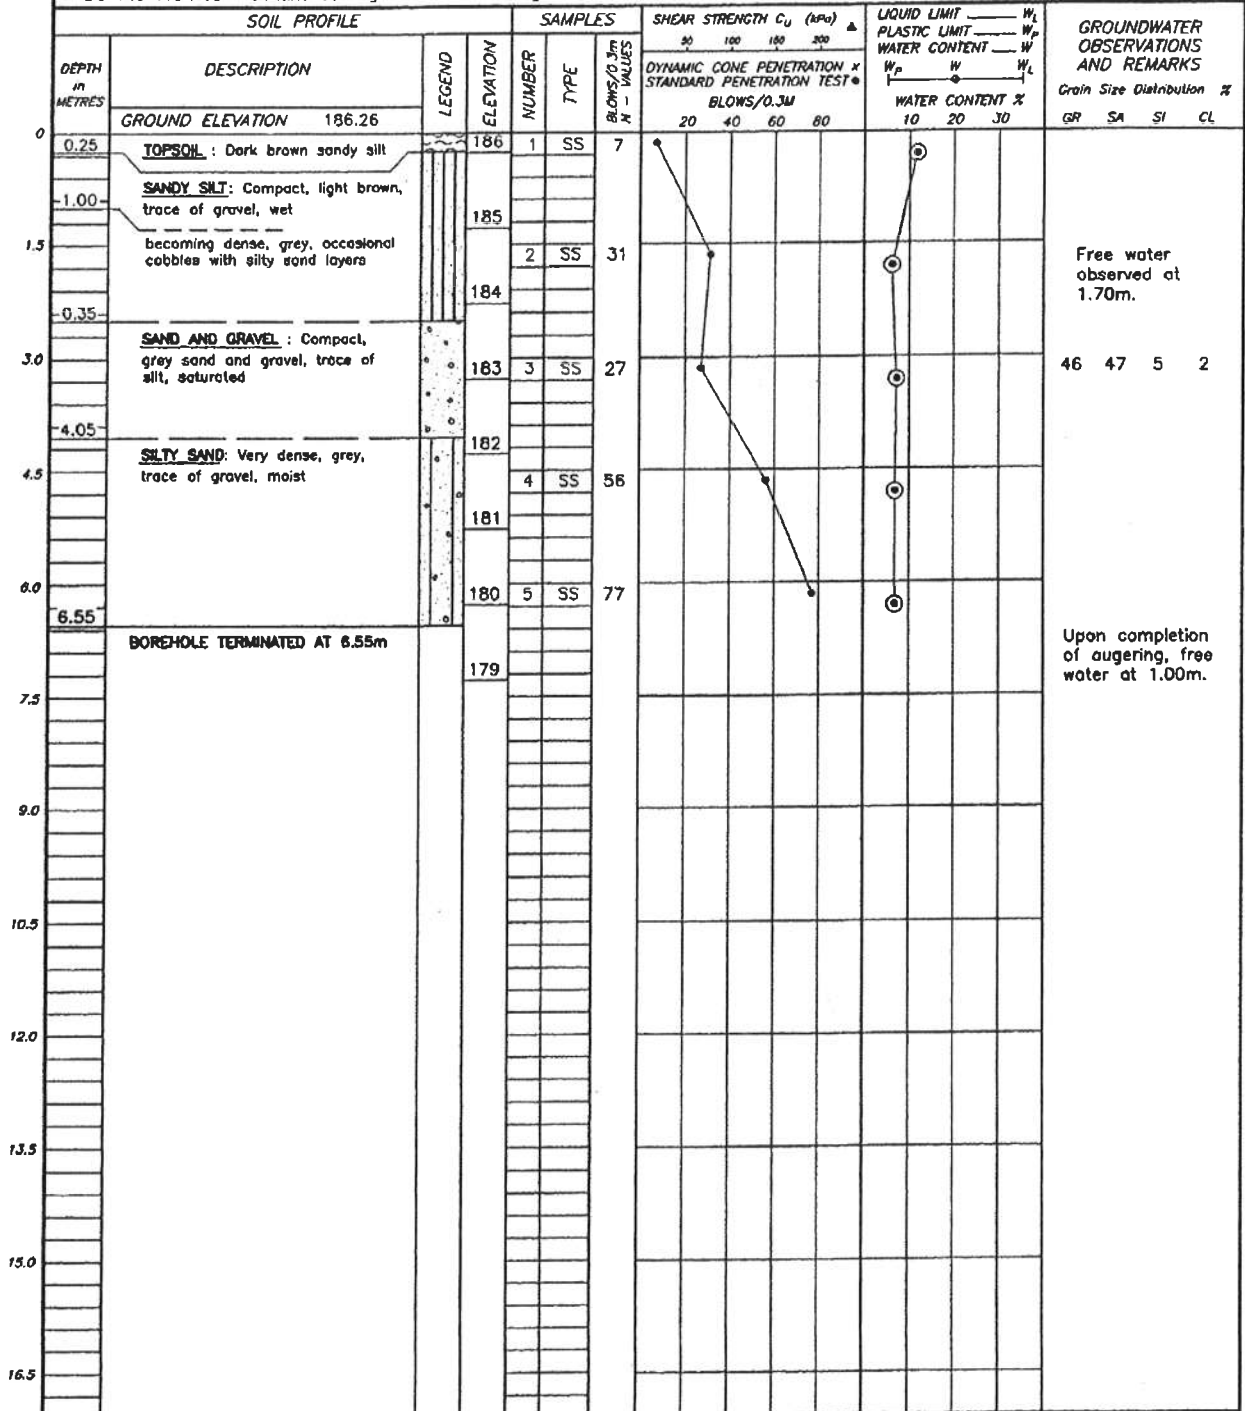 SOIL PROFILE
SAMPLES
SHEAR STRENGTH Cu (kPa) ▲
50 100 150 200
DYNAMIC CONE PENETRATION x
STANDARD PENETRATION TEST ●
BLOWS/0.3M
20 40 60 80
LIQUID LIMIT ______ WL
PLASTIC LIMIT ____ WP
WATER CONTENT ___ W
WP W WL
WATER CONTENT %
10 20 30
GROUNDWATER
OBSERVATIONS
AND REMARKS
Grain Size Distribution %
GR SA SI CL
DEPTH
in
METRES
DESCRIPTION
LEGEND
ELEVATION
NUMBER
TYPE
BLOWS/0.3m
N - VALUES
GROUND ELEVATION 186.26
0
0.25
TOPSOIL : Dark brown sandy silt
186 1 SS 7
SANDY SILT: Compact, light brown,
trace of gravel, wet
1.00
185
becoming dense, grey, occasional
cobbles with silty sand layers
1.5
2 SS 31
Free water
observed at
1.70m.
184
0.35
SAND AND GRAVEL : Compact,
grey sand and gravel, trace of
silt, saturated
3.0
183 3 SS 27
46 47 5 2
4.05
182
SILTY SAND: Very dense, grey,
trace of gravel, moist
4.5
4 SS 56
181
6.0
180 5 SS 77
6.55
BOREHOLE TERMINATED AT 6.55m
Upon completion
of augering, free
water at 1.00m.
179
7.5
9.0
10.5
12.0
13.5
15.0
16.5